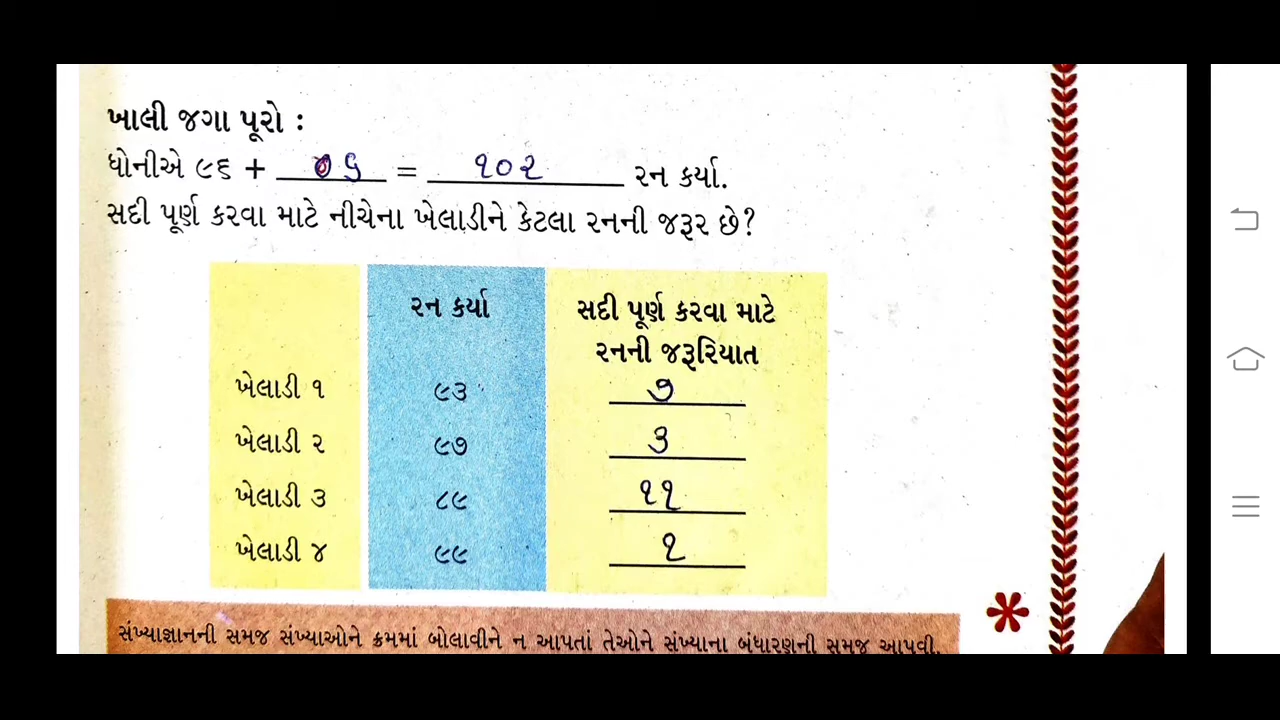 ખાલી જગા પૂરો :
ધોનીએ ૯૬ + ૦૬ = ૧૦૨ રન કર્યા.
સદી પૂર્ણ કરવા માટે નીચેના ખેલાડીને કેટલા રનની જરૂર છે?
રન કર્યા સદી પૂર્ણ કરવા માટે
રનની જરૂરિયાત
ખેલાડી ૧ ૯૩ ૭
ખેલાડી ૨ ૯૭ ૩
ખેલાડી ૩ ૮૯ ૧૧
ખેલાડી ૪ ૯૯ ૧
સંખ્યાજ્ઞાનની સમજ સંખ્યાઓને ક્રમમાં બોલાવીને ન આપતાં તેઓને સંખ્યાના બંધારણની સમજ આપવી.